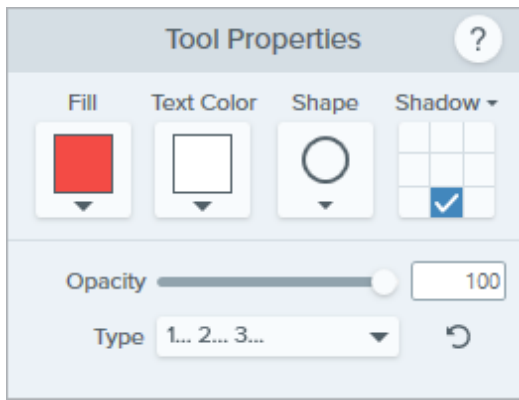 Tool Properties ?
Fill Text Color Shape Shadow
Opacity 100
Type 1... 2... 3...